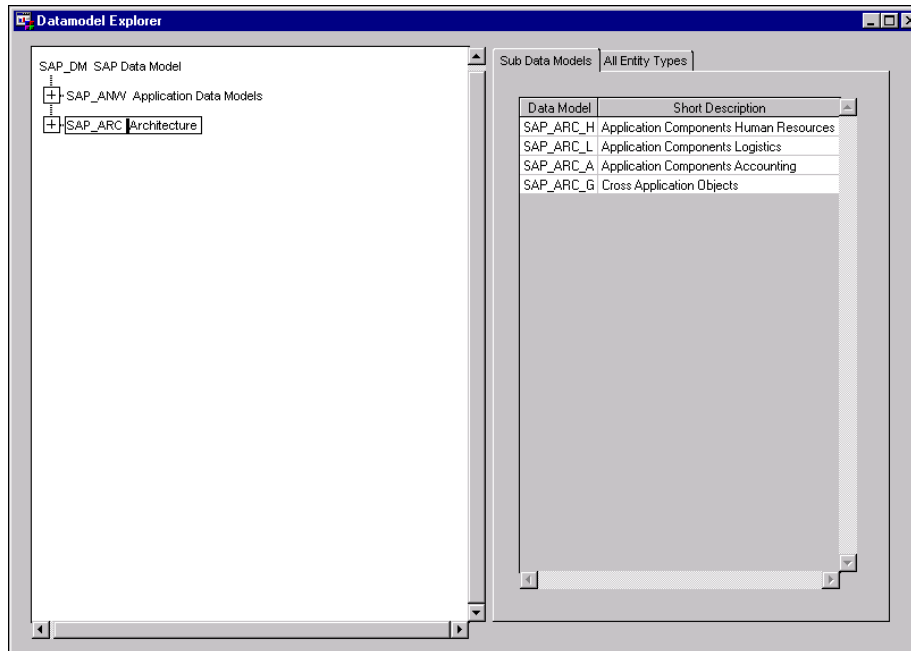 Datamodel Explorer
SAP_DM SAP Data Model
SAP_ANW Application Data Models
SAP_ARC Architecture
Sub Data Models All Entity Types
Data Model Short Description
SAP_ARC_H Application Components Human Resources
SAP_ARC_L Application Components Logistics
SAP_ARC_A Application Components Accounting
SAP_ARC_G Cross Application Objects